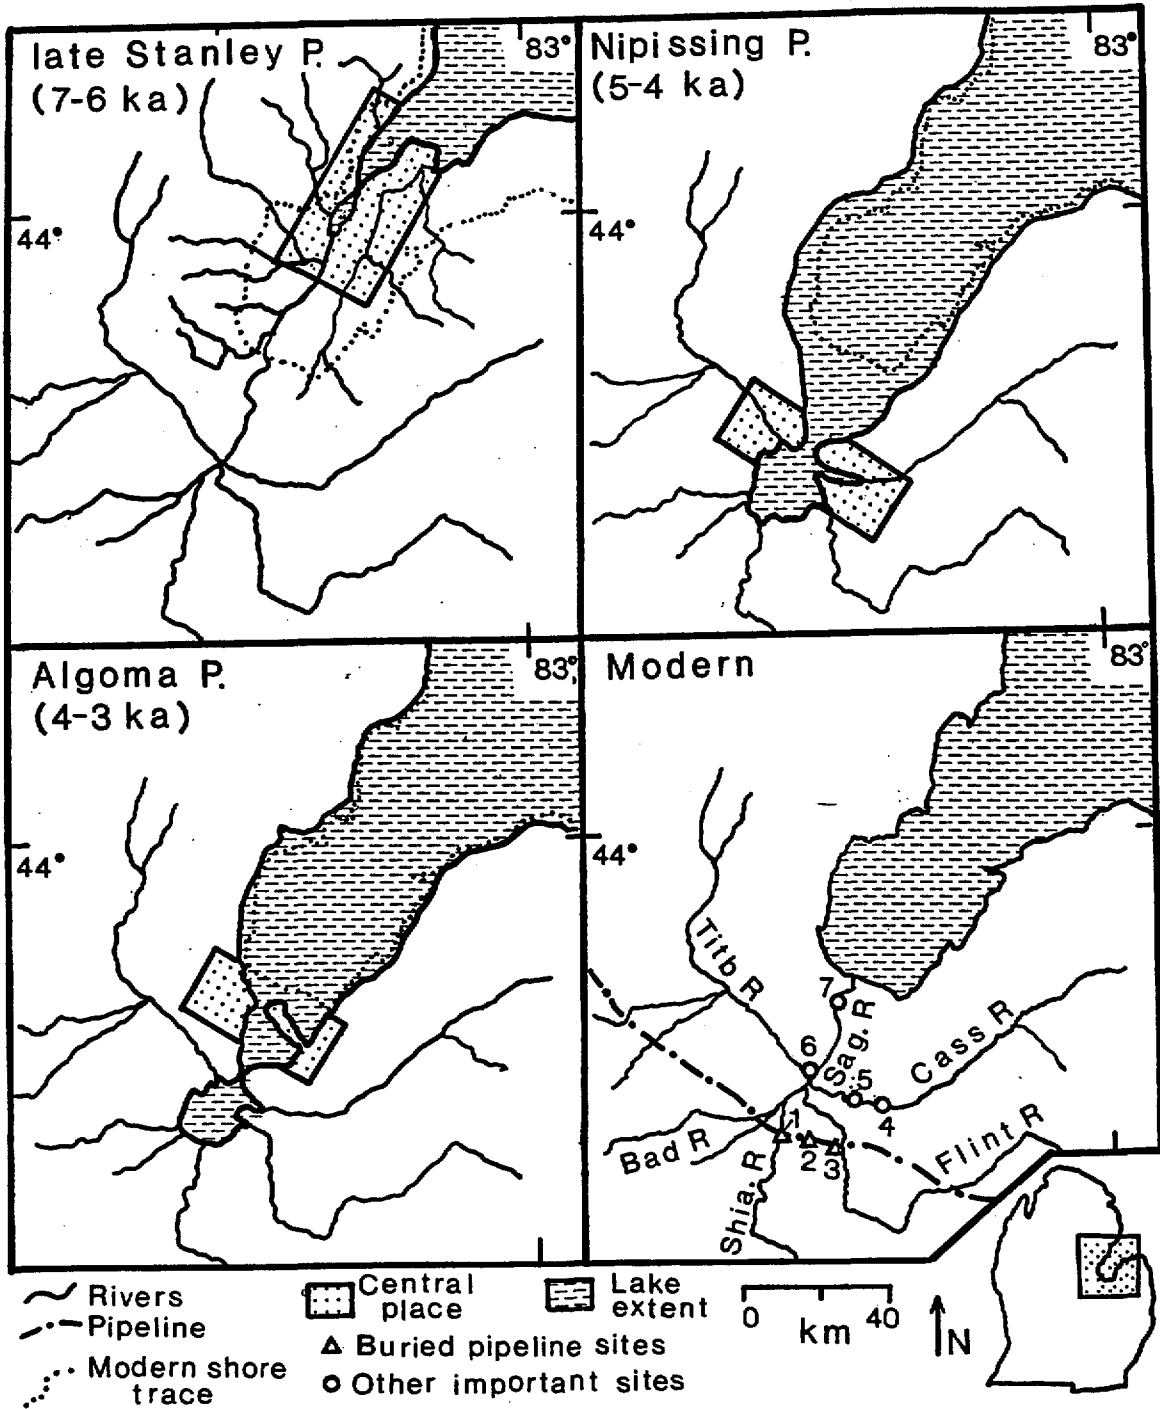 late Stanley P.
(7-6 ka)
83°
44°
Nipissing P.
(5-4 ka)
83°
44°
Algoma P.
(4-3 ka)
83°
44°
Modern
83°
44°
Titb R
7
Sag. R
6
5
Cass R
4
1
2
3
Bad R
Shia. R
Flint R
Rivers
Pipeline
Modern shore
trace
Central
place
Lake
extent
Buried pipeline sites
Other important sites
0 km 40
N